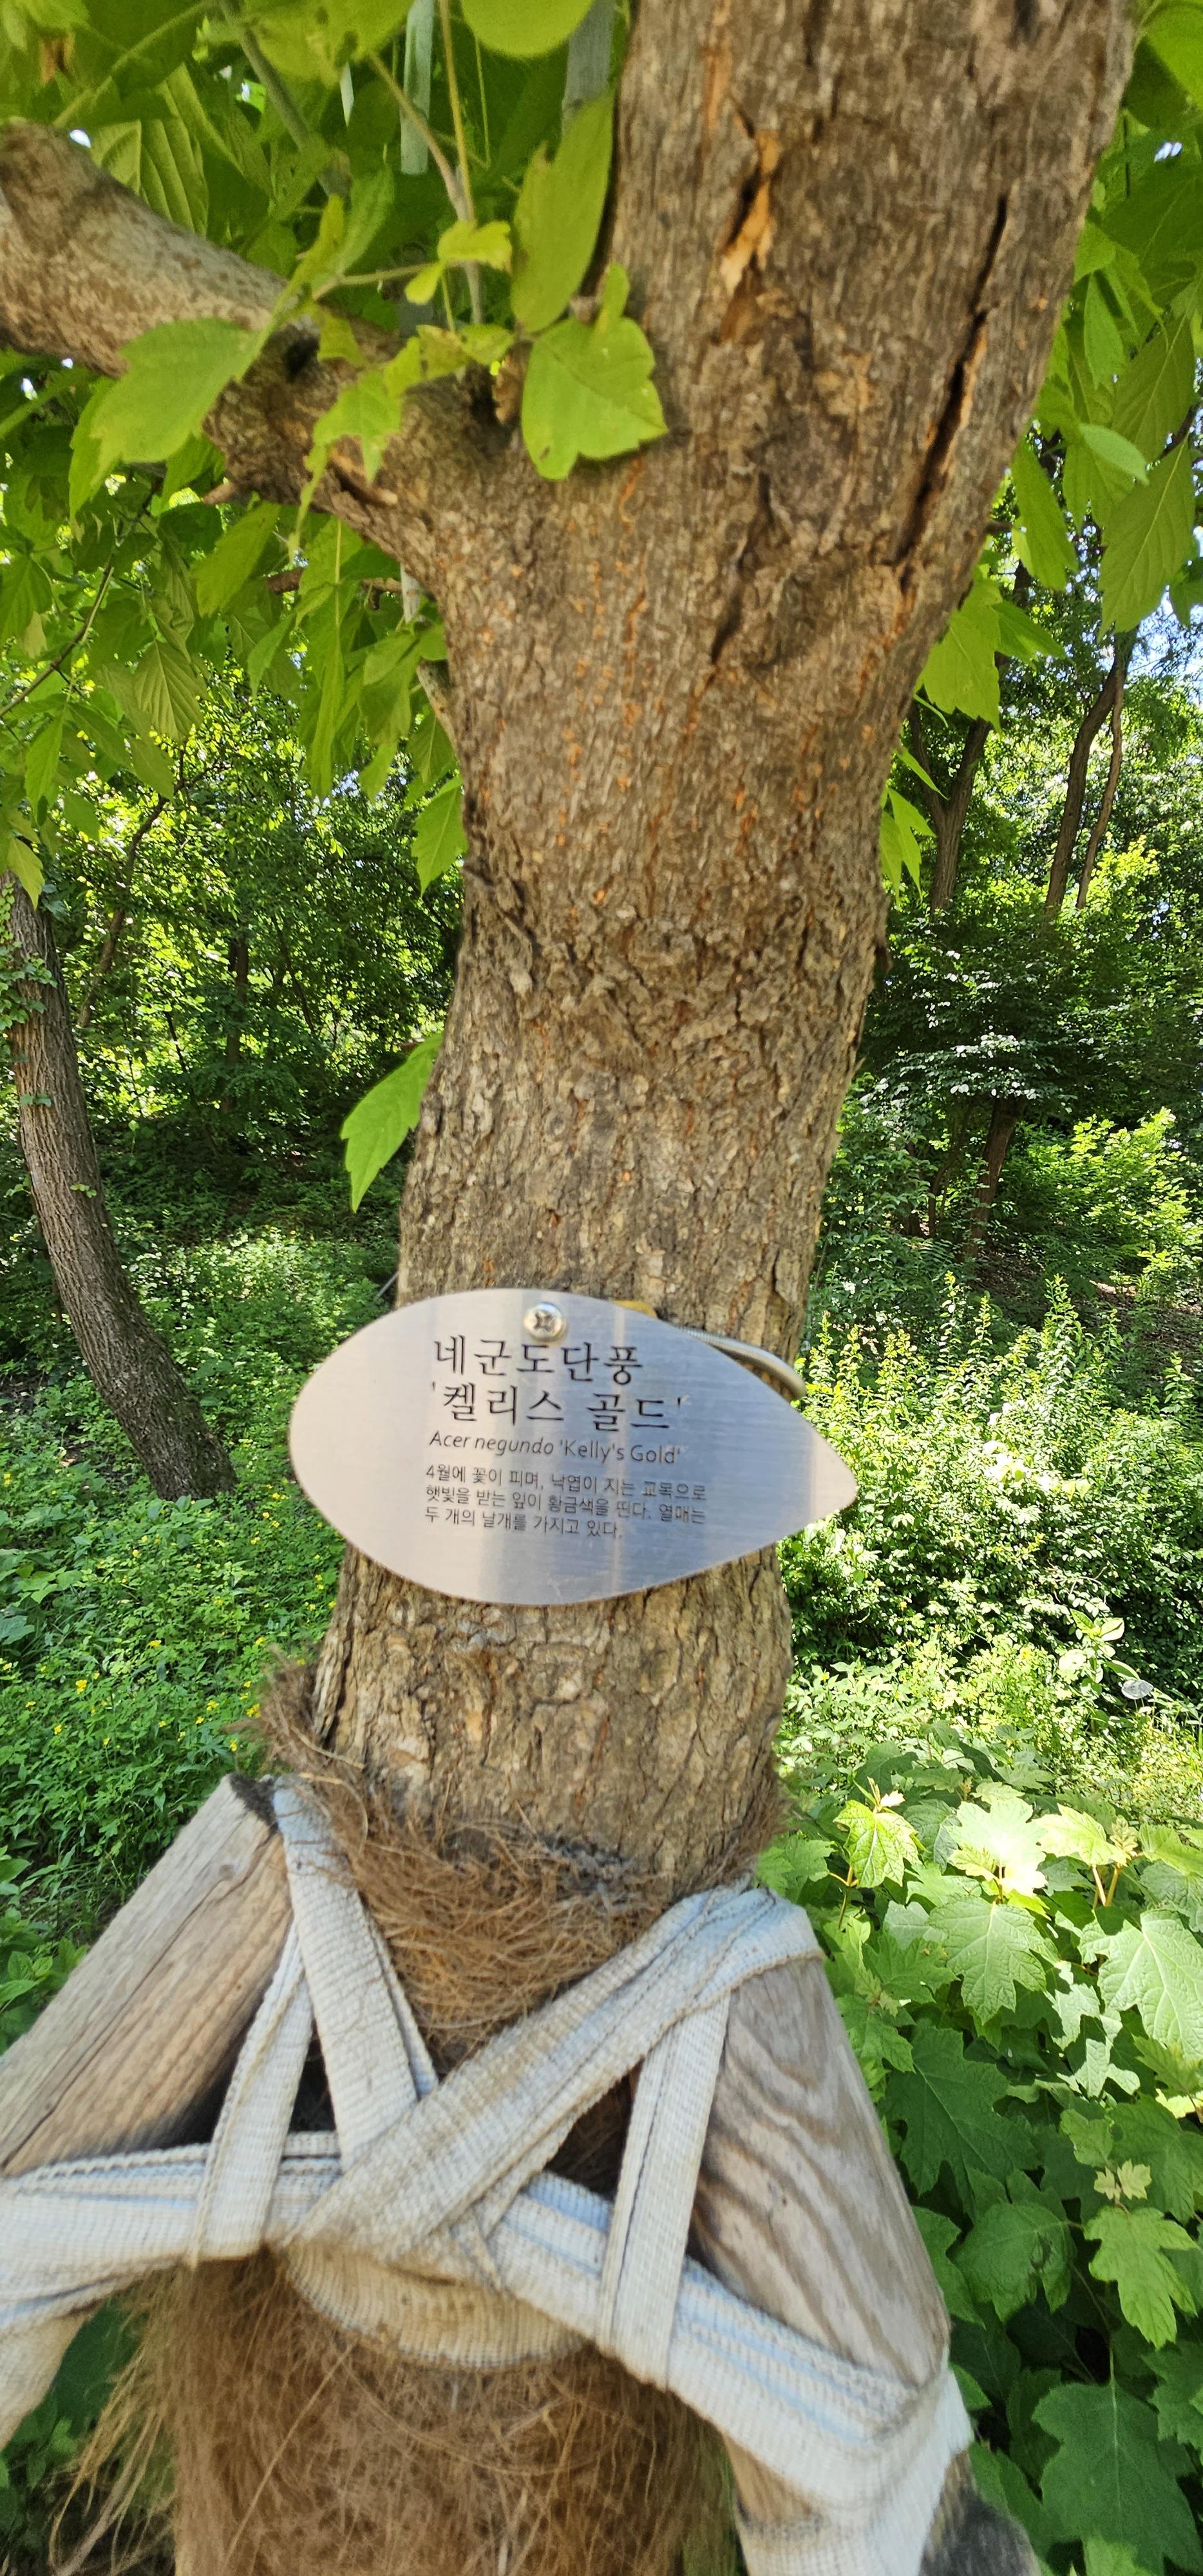 네군도단풍
'켈리스 골드'
Acer negundo 'Kelly's Gold'
4월에 꽃이 피며, 낙엽이 지는 교목으로
햇빛을 받는 잎이 황금색을 띤다. 열매는
두 개의 날개를 가지고 있다.